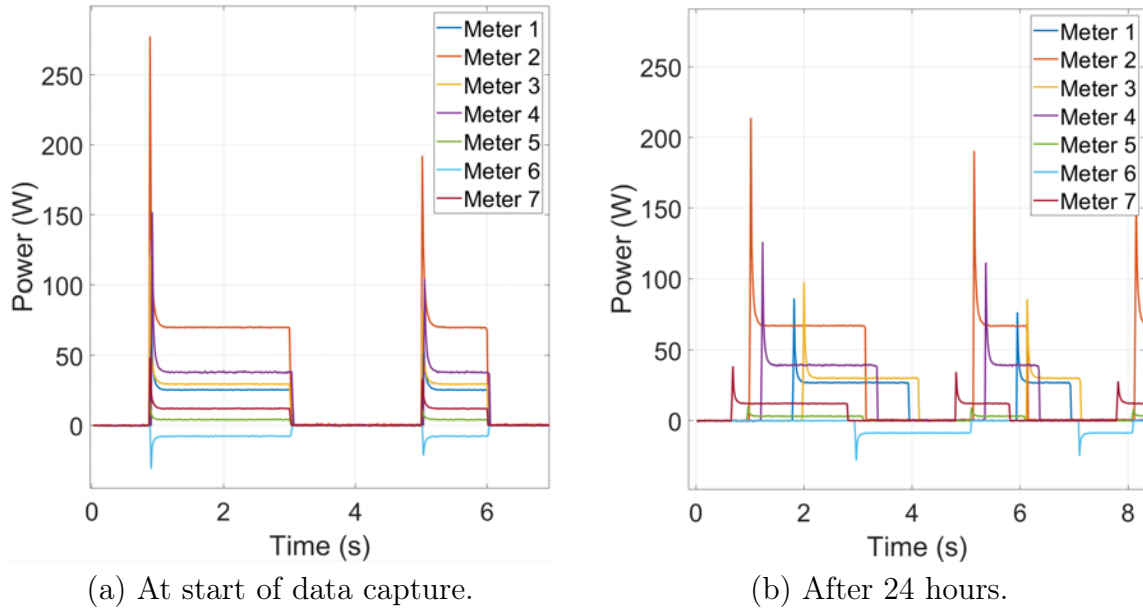 Power (W)
250
200
150
100
50
0
0 2 4 6
Time (s)
Meter 1
Meter 2
Meter 3
Meter 4
Meter 5
Meter 6
Meter 7
(a) At start of data capture.
Power (W)
250
200
150
100
50
0
0 2 4 6 8
Time (s)
Meter 1
Meter 2
Meter 3
Meter 4
Meter 5
Meter 6
Meter 7
(b) After 24 hours.